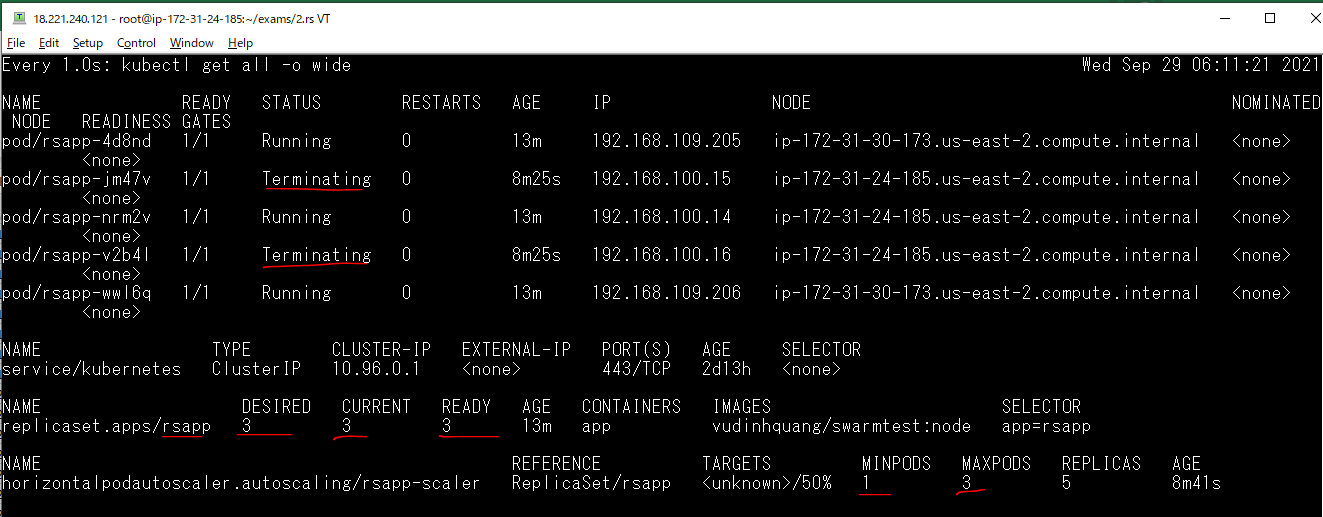 18.221.240.121 - root@ip-172-31-24-185:~/exams/2.rs VT
File Edit Setup Control Window Help
Every 1.0s: kubectl get all -o wide Wed Sep 29 06:11:21 2021
NAME READY STATUS RESTARTS AGE IP NODE NOMINATED
NODE READINESS GATES
pod/rsapp-4d8nd 1/1 Running 0 13m 192.168.109.205 ip-172-31-30-173.us-east-2.compute.internal <none>
<none>
pod/rsapp-jm47v 1/1 Terminating 0 8m25s 192.168.100.15 ip-172-31-24-185.us-east-2.compute.internal <none>
<none>
pod/rsapp-nrm2v 1/1 Running 0 13m 192.168.100.14 ip-172-31-24-185.us-east-2.compute.internal <none>
<none>
pod/rsapp-v2b4l 1/1 Terminating 0 8m25s 192.168.100.16 ip-172-31-24-185.us-east-2.compute.internal <none>
<none>
pod/rsapp-wwl6q 1/1 Running 0 13m 192.168.109.206 ip-172-31-30-173.us-east-2.compute.internal <none>
<none>
NAME TYPE CLUSTER-IP EXTERNAL-IP PORT(S) AGE SELECTOR
service/kubernetes ClusterIP 10.96.0.1 <none> 443/TCP 2d13h <none>
NAME DESIRED CURRENT READY AGE CONTAINERS IMAGES SELECTOR
replicaset.apps/rsapp 3 3 3 13m app vudinhquang/swarmtest:node app=rsapp
NAME REFERENCE TARGETS MINPODS MAXPODS REPLICAS AGE
horizontalpodautoscaler.autoscaling/rsapp-scaler ReplicaSet/rsapp <unknown>/50% 1 3 5 8m41s